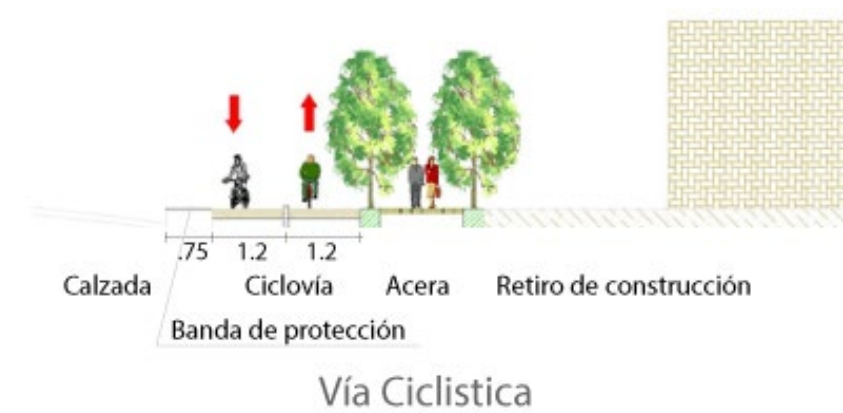 .75 1.2 1.2
Calzada Ciclovía Acera Retiro de construcción
Banda de protección
Vía Ciclistica